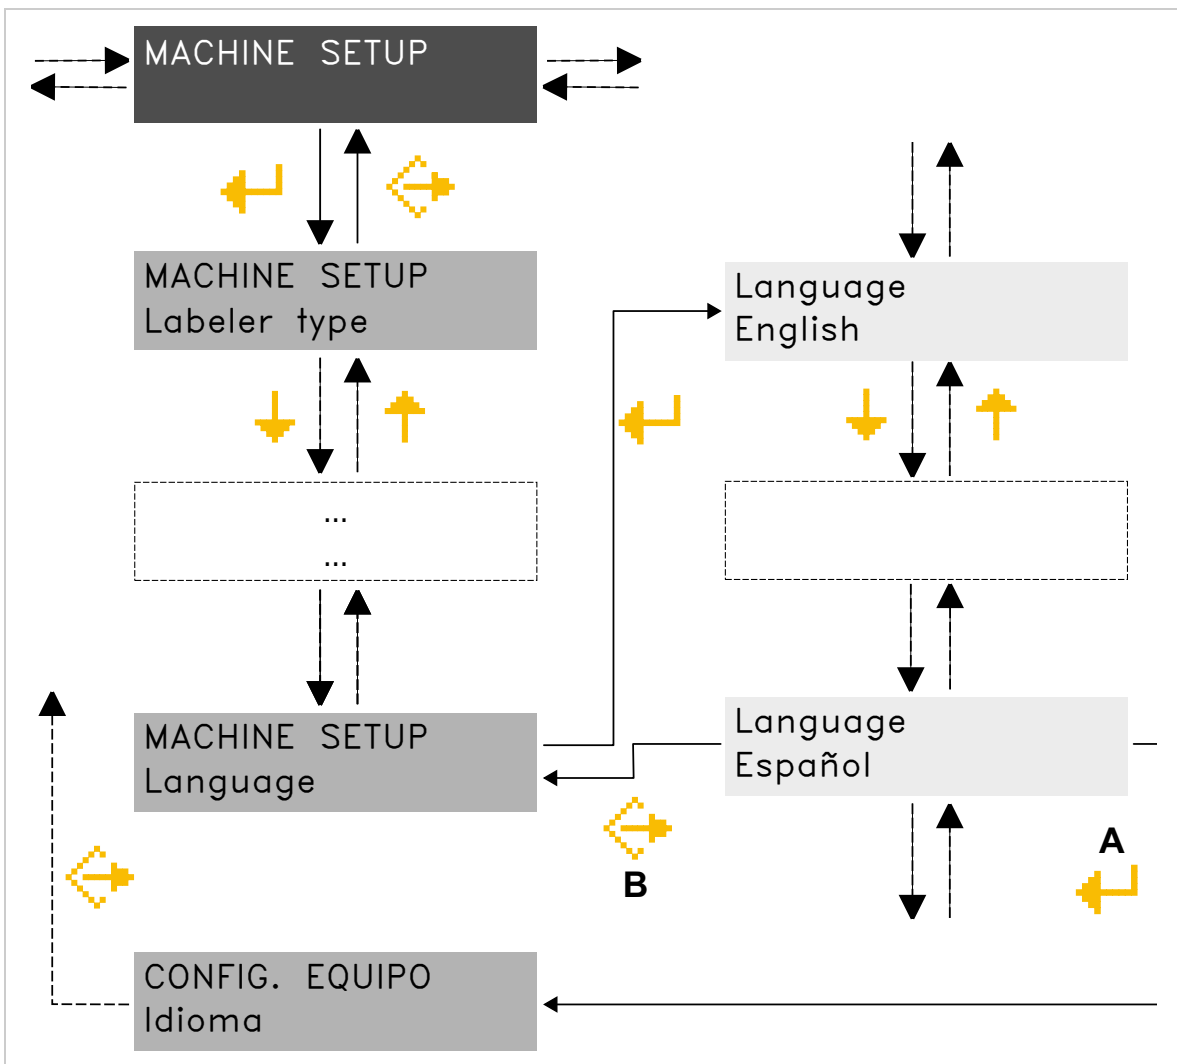 MACHINE SETUP
MACHINE SETUP
Labeler type
...
...
MACHINE SETUP
Language
CONFIG. EQUIPO
Idioma
Language
English
Language
Español
A
B